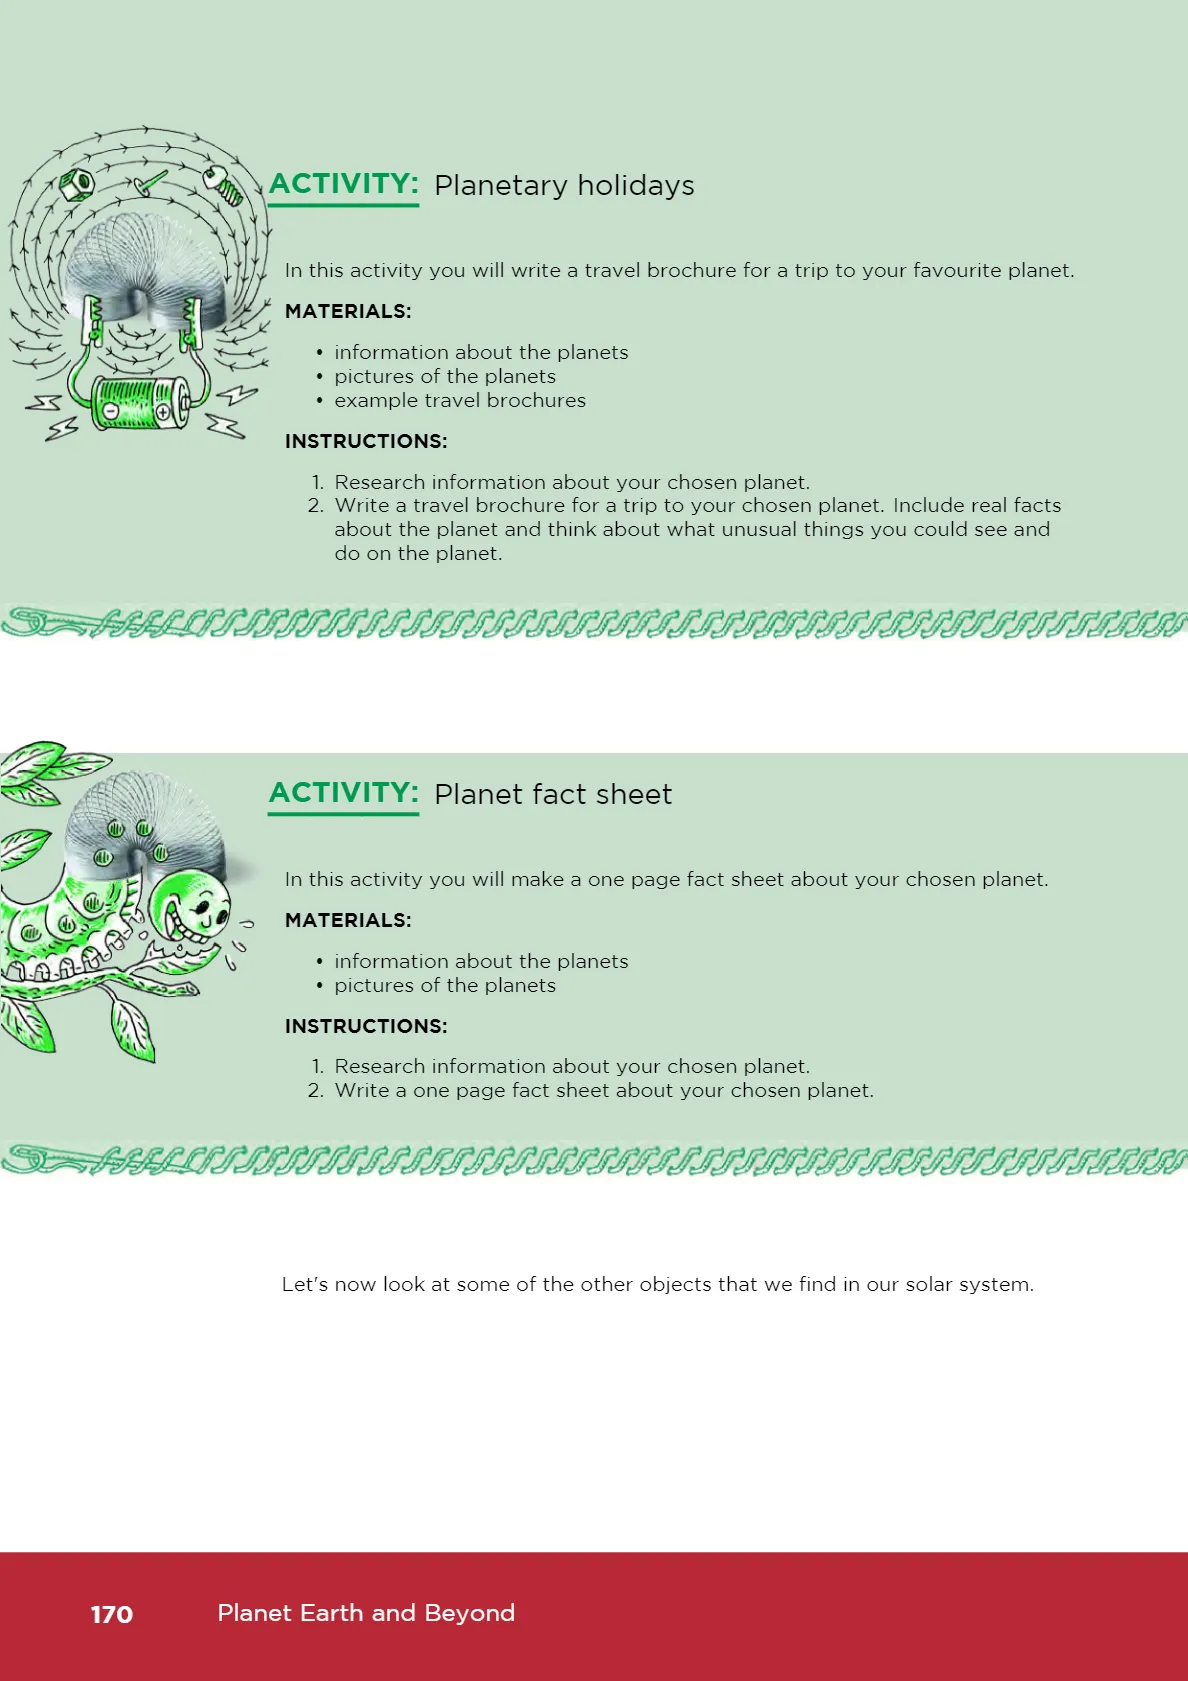 ACTIVITY: Planetary holidays
In this activity you will write a travel brochure for a trip to your favourite planet.
MATERIALS:
• information about the planets
• pictures of the planets
• example travel brochures
INSTRUCTIONS:
1. Research information about your chosen planet.
2. Write a travel brochure for a trip to your chosen planet. Include real facts
about the planet and think about what unusual things you could see and
do on the planet.
ACTIVITY: Planet fact sheet
In this activity you will make a one page fact sheet about your chosen planet.
MATERIALS:
• information about the planets
• pictures of the planets
INSTRUCTIONS:
1. Research information about your chosen planet.
2. Write a one page fact sheet about your chosen planet.
Let's now look at some of the other objects that we find in our solar system.
170 Planet Earth and Beyond